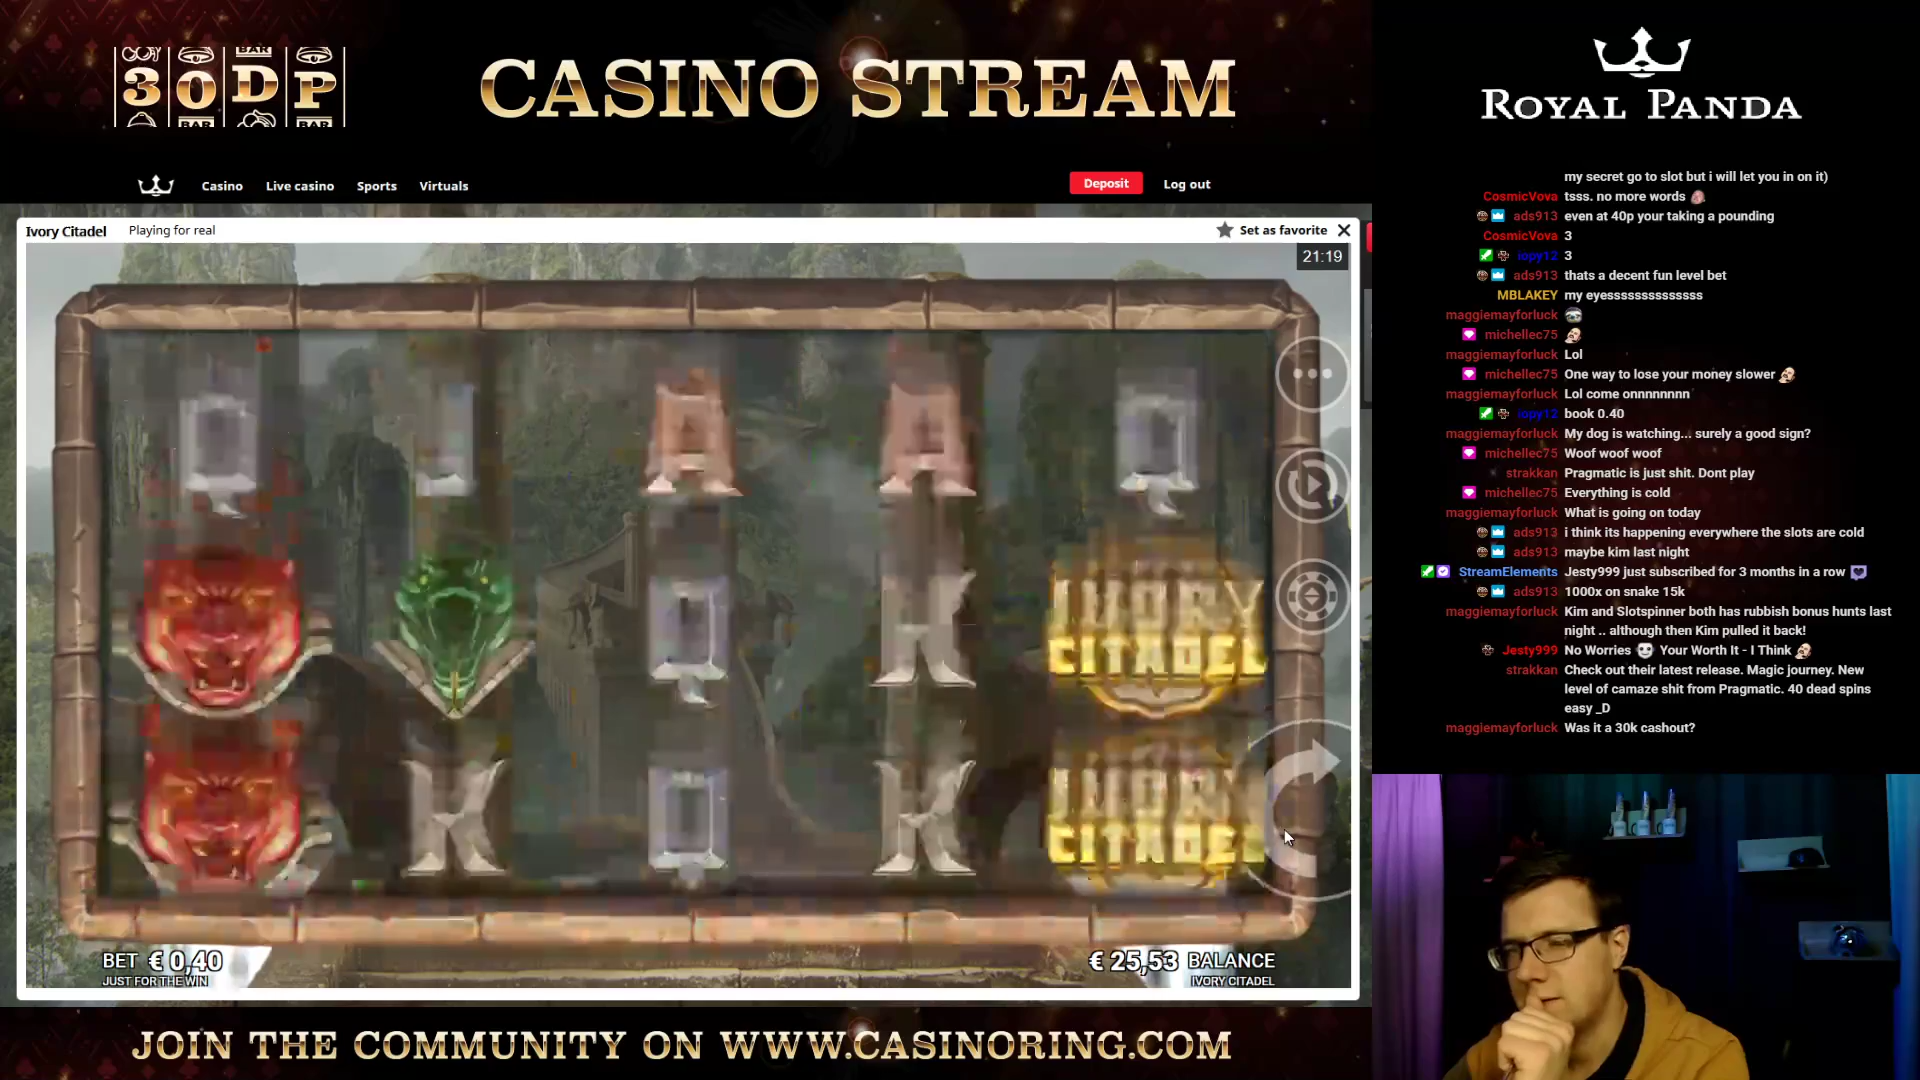 30DP
BAR
BAR
BAR
CASINO STREAM
ROYAL PANDA
Casino
Live casino
Sports
Virtuals
Deposit
Log out
Ivory Citadel
Playing for real
Set as favorite
21:19
Q J A A Q
Q K IVORY CITADEL
K Q K IVORY CITADEL
BET € 0,40
JUST FOR THE WIN
€ 25,53 BALANCE
IVORY CITADEL
my secret go to slot but i will let you in on it)
CosmicVova tsss. no more words
ads913 even at 40p your taking a pounding
CosmicVova 3
iopy12 3
ads913 thats a decent fun level bet
MBLAKEY my eyesssssssssssss
maggiemayforluck
michellec75
maggiemayforluck Lol
michellec75 One way to lose your money slower
maggiemayforluck Lol come onnnnnnnn
iopy12 book 0.40
maggiemayforluck My dog is watching... surely a good sign?
michellec75 Woof woof woof
strakkan Pragmatic is just shit. Dont play
michellec75 Everything is cold
maggiemayforluck What is going on today
ads913 i think its happening everywhere the slots are cold
ads913 maybe kim last night
StreamElements Jesty999 just subscribed for 3 months in a row
ads913 1000x on snake 15k
maggiemayforluck Kim and Slotspinner both has rubbish bonus hunts last
night .. although then Kim pulled it back!
Jesty999 No Worries Your Worth It - I Think
strakkan Check out their latest release. Magic journey. New
level of camaze shit from Pragmatic. 40 dead spins
easy _D
maggiemayforluck Was it a 30k cashout?
JOIN THE COMMUNITY ON WWW.CASINORING.COM